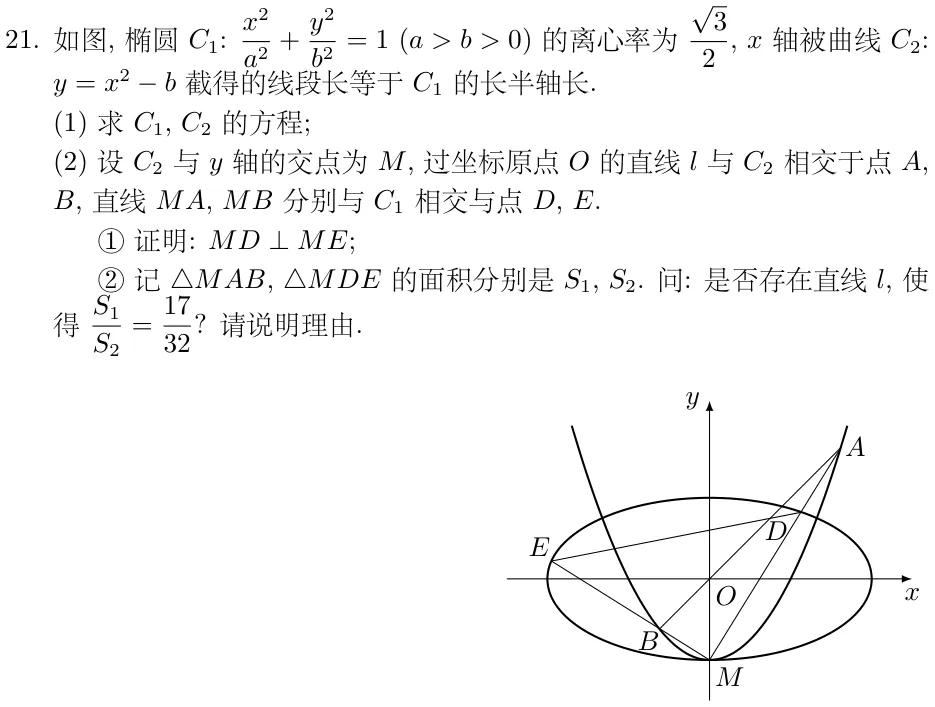 21. 如图, 椭圆 C₁: x²/a² + y²/b² = 1 (a > b > 0) 的离心率为 √3/2, x 轴被曲线 C₂:
y = x² − b 截得的线段长等于 C₁ 的长半轴长.
(1) 求 C₁, C₂ 的方程;
(2) 设 C₂ 与 y 轴的交点为 M, 过坐标原点 O 的直线 l 与 C₂ 相交于点 A,
B, 直线 MA, MB 分别与 C₁ 相交与点 D, E.
① 证明: MD ⊥ ME;
② 记 △MAB, △MDE 的面积分别是 S₁, S₂. 问: 是否存在直线 l, 使
得 S₁/S₂ = 17/32? 请说明理由.
y
A
D
E
O
x
B
M